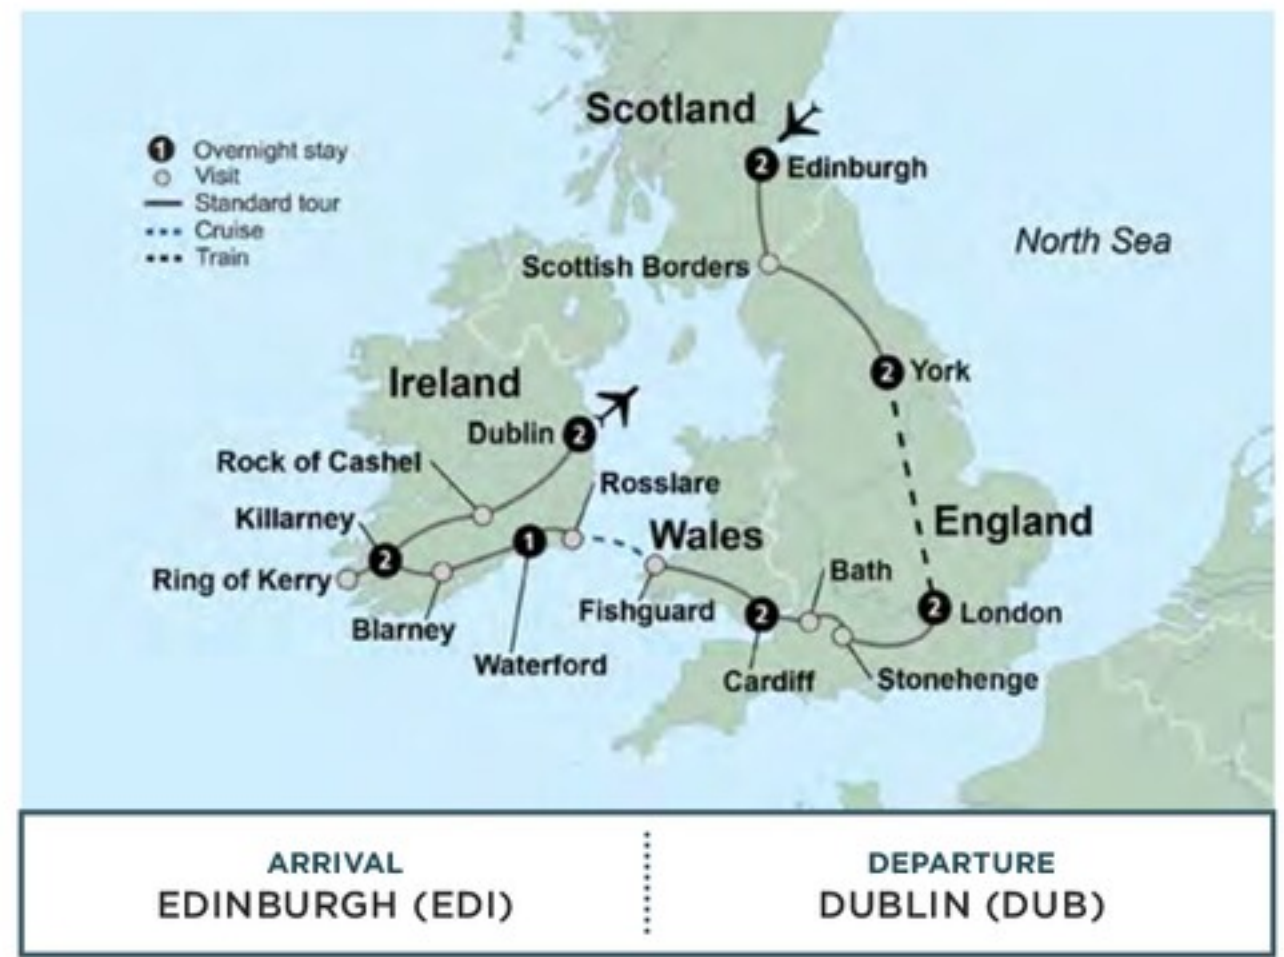 Scotland
1 Overnight stay
Visit
Standard tour
Cruise
Train
2 Edinburgh
North Sea
Scottish Borders
2 York
Ireland
Dublin 2
Rock of Cashel
Rosslare
Killarney
2
1
Wales
England
Ring of Kerry
Bath
Fishguard
2
2 London
Blarney
Waterford
Cardiff
Stonehenge
ARRIVAL
EDINBURGH (EDI)
DEPARTURE
DUBLIN (DUB)